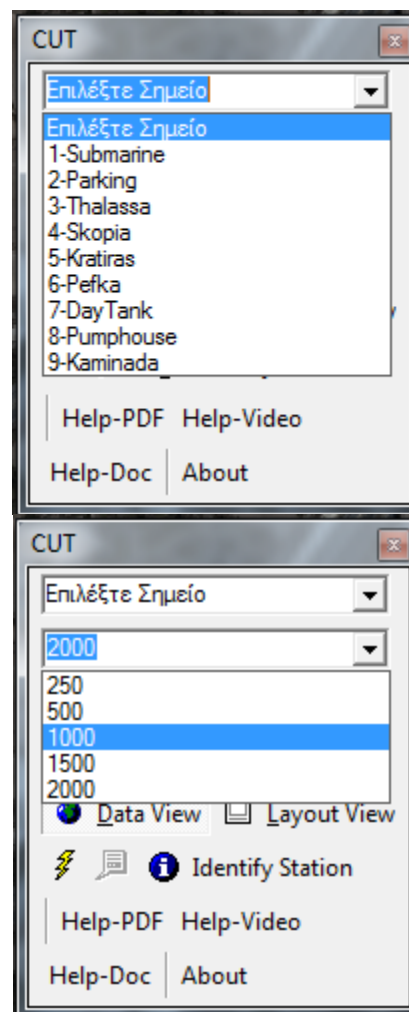 CUT
Επιλέξτε Σημείο
Επιλέξτε Σημείο
1-Submarine
2-Parking
3-Thalassa
4-Skopia
5-Kratiras
6-Pefka
7-DayTank
8-Pumphouse
9-Kaminada
Help-PDF Help-Video
Help-Doc About
CUT
Επιλέξτε Σημείο
2000
250
500
1000
1500
2000
Data View Layout View
Identify Station
Help-PDF Help-Video
Help-Doc About